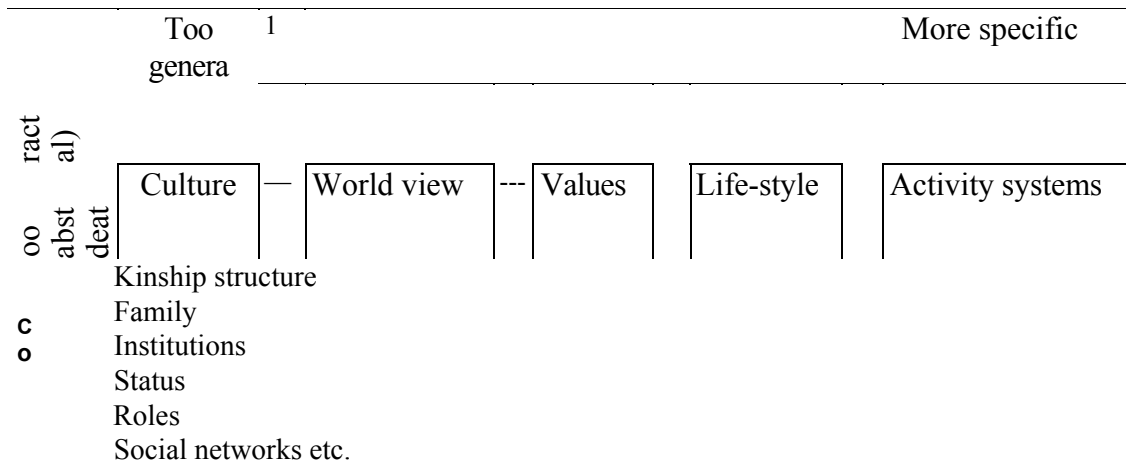 Too 1 More specific
genera
ract
al)
Culture — World view --- Values Life-style Activity systems
oo
abst
deat
Kinship structure
Family
C
o
Institutions
Status
Roles
Social networks etc.